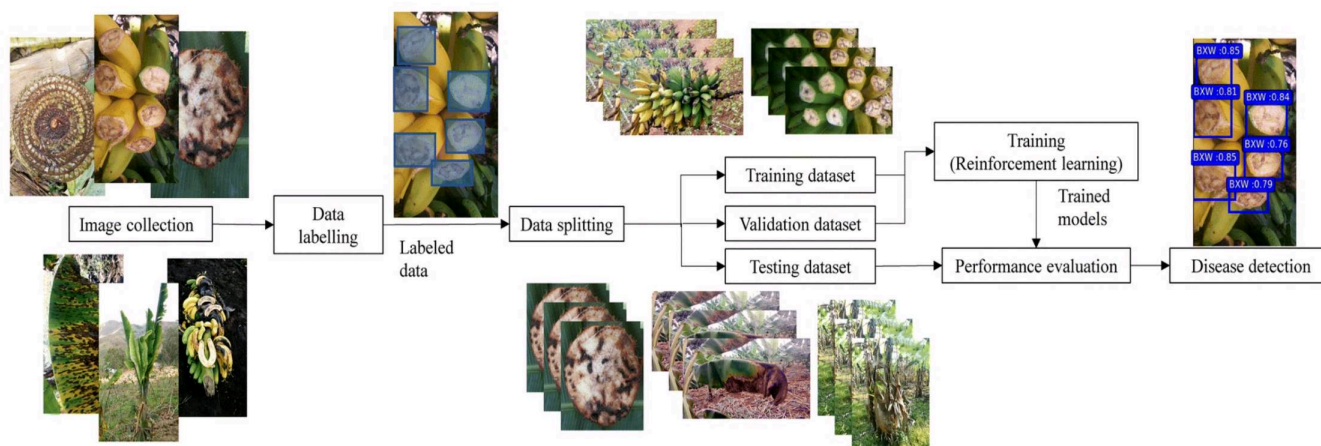 BXW :0.85
BXW :0.81
BXW :0.84
BXW :0.76
BXW :0.85
BXW :0.79
Image collection
Data
labelling
Labeled
data
Data splitting
Training dataset
Validation dataset
Testing dataset
Training
(Reinforcement learning)
Trained
models
Performance evaluation
Disease detection